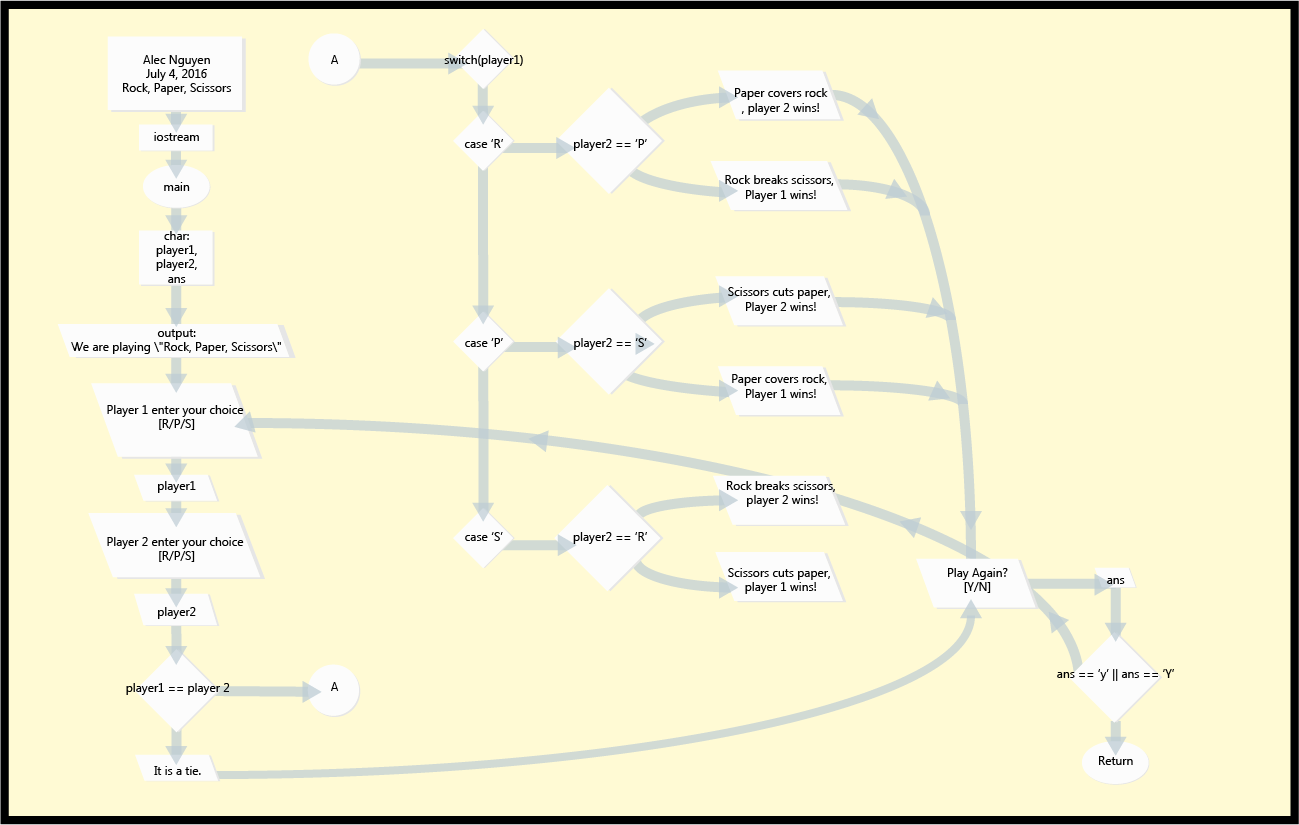 Alec Nguyen
July 4, 2016
Rock, Paper, Scissors
iostream
main
char:
player1,
player2,
ans
output:
We are playing \"Rock, Paper, Scissors\"
Player 1 enter your choice
[R/P/S]
player1
Player 2 enter your choice
[R/P/S]
player2
player1 == player 2
A
It is a tie.
A
switch(player1)
case ‘R’
player2 == ‘P’
Paper covers rock
, player 2 wins!
Rock breaks scissors,
Player 1 wins!
case ‘P’
player2 == ‘S’
Scissors cuts paper,
Player 2 wins!
Paper covers rock,
Player 1 wins!
case ‘S’
player2 == ‘R’
Rock breaks scissors,
player 2 wins!
Scissors cuts paper,
player 1 wins!
Play Again?
[Y/N]
ans
ans == ‘y’ || ans == ‘Y’
Return